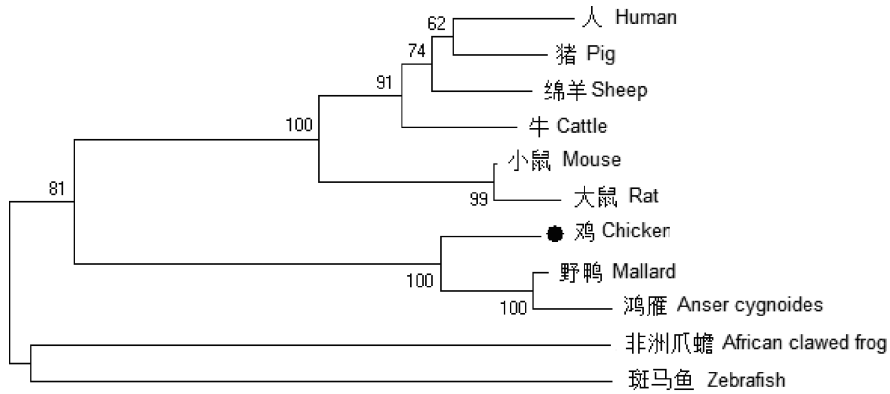 人 Human
62
猪 Pig
74
绵羊 Sheep
91
牛 Cattle
100
小鼠 Mouse
81
大鼠 Rat
99
鸡 Chicken
野鸭 Mallard
100
鸿雁 Anser cygnoides
100
非洲爪蟾 African clawed frog
斑马鱼 Zebrafish